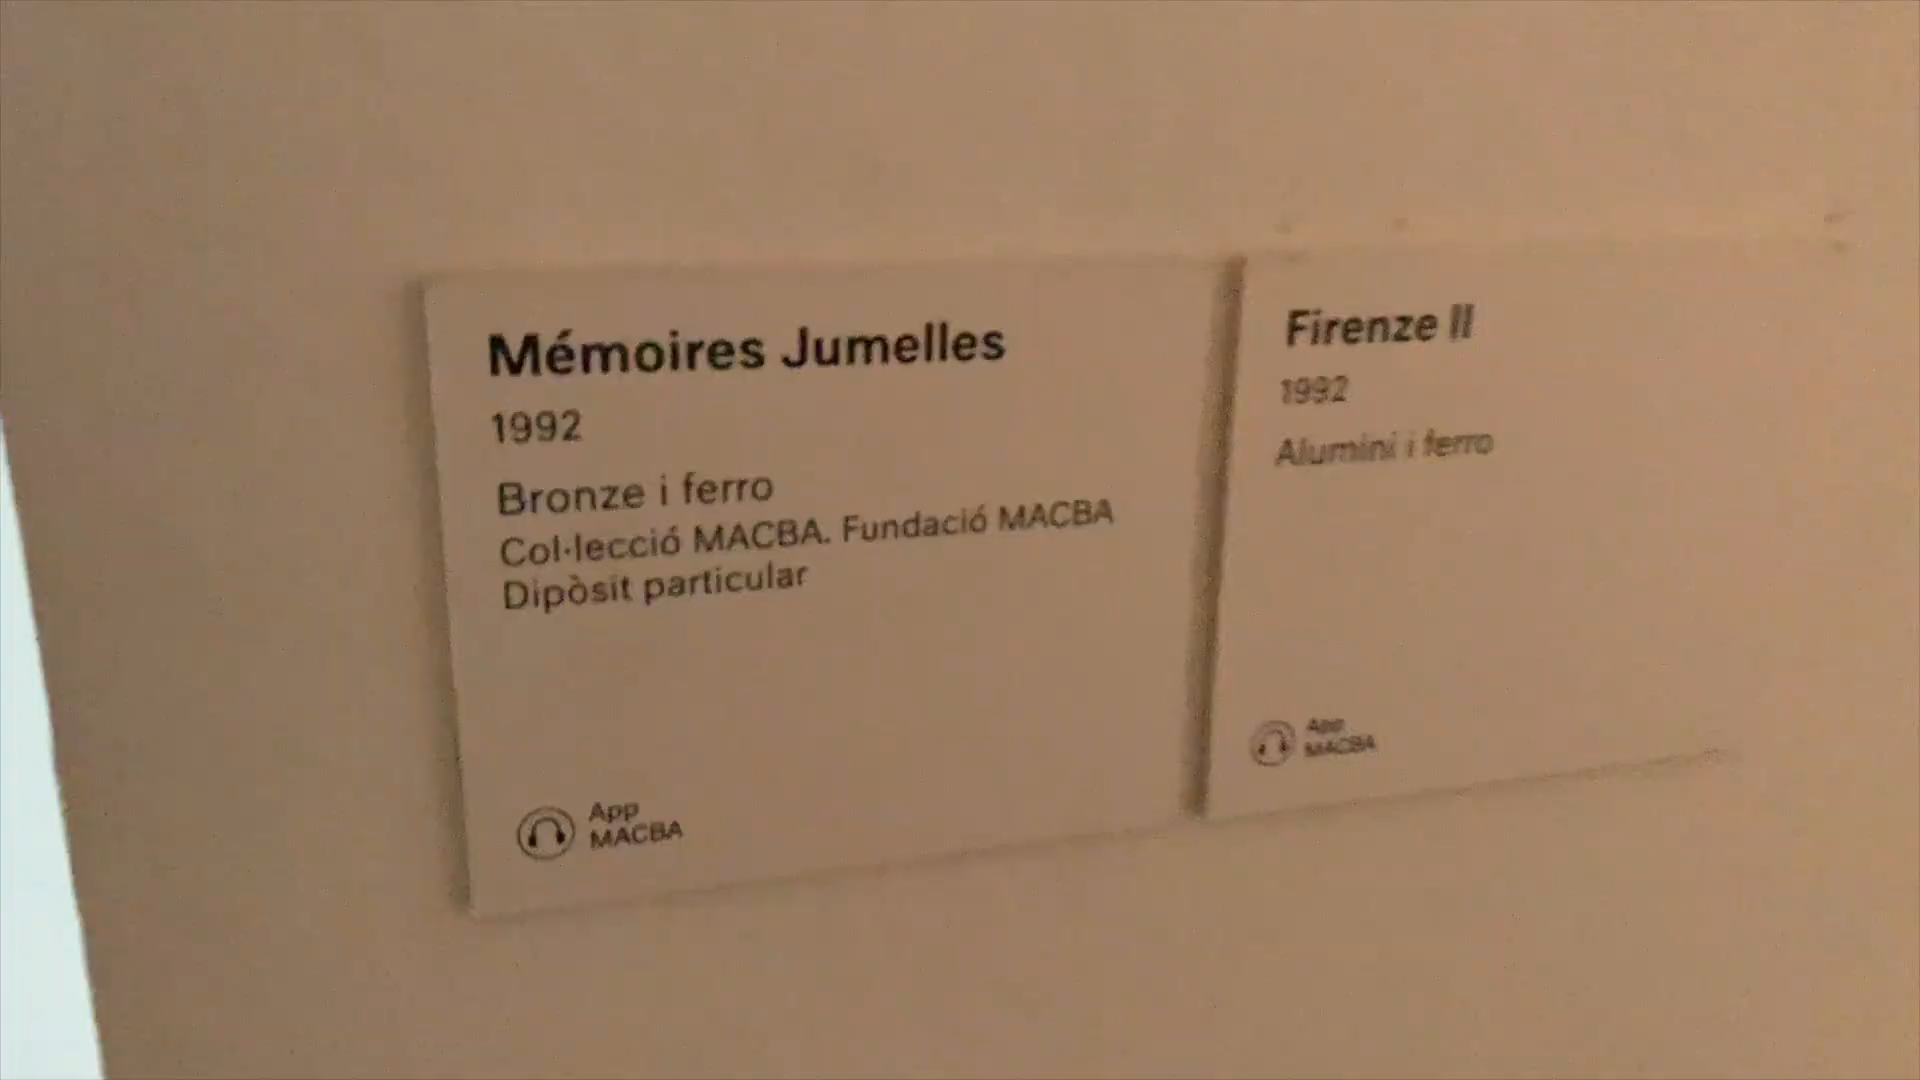 Mémoires Jumelles
1992
Bronze i ferro
Col·lecció MACBA. Fundació MACBA
Dipòsit particular
App
MACBA
Firenze II
1992
Alumini i ferro
App
MACBA